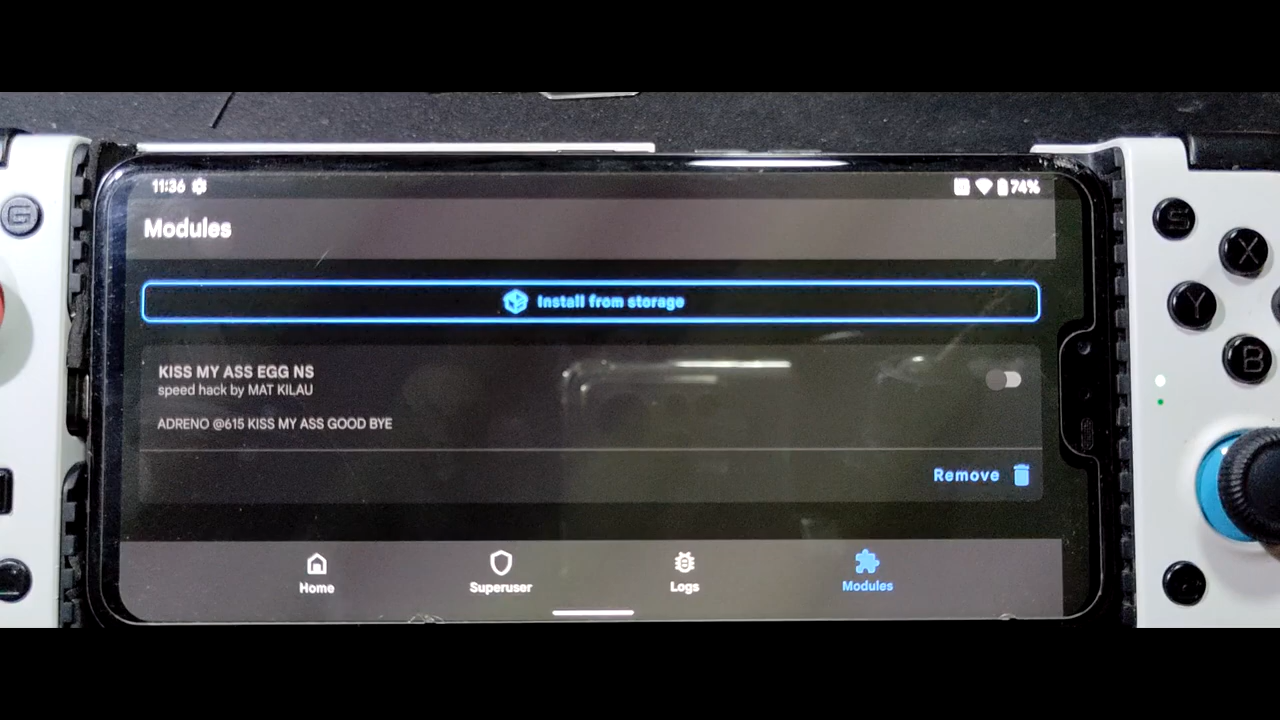 11:36
74%
Modules
Install from storage
KISS MY ASS EGG NS
speed hack by MAT KILAU
ADRENO @615 KISS MY ASS GOOD BYE
Remove
Home
Superuser
Logs
Modules
G
S
X
Y
B